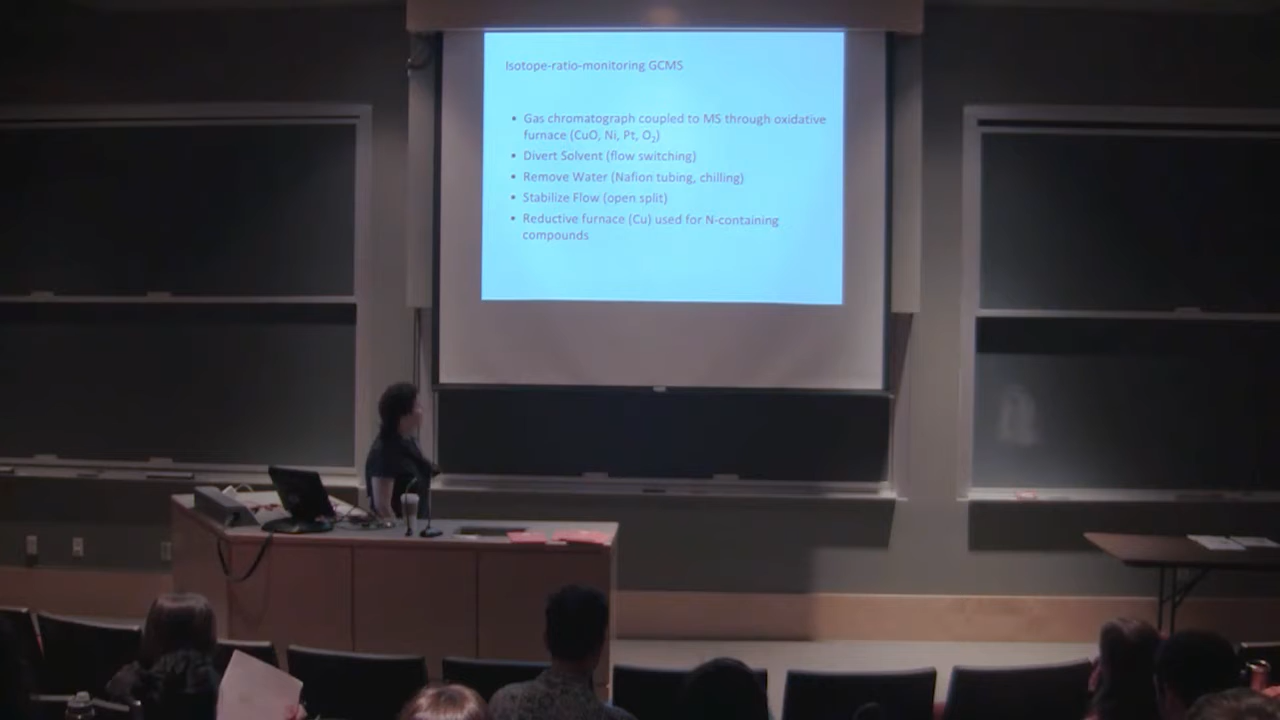 Isotope-ratio-monitoring GCMS
• Gas chromatograph coupled to MS through oxidative
furnace (CuO, Ni, Pt, O₂)
• Divert Solvent (flow switching)
• Remove Water (Nafion tubing, chilling)
• Stabilize Flow (open split)
• Reductive furnace (Cu) used for N-containing
compounds